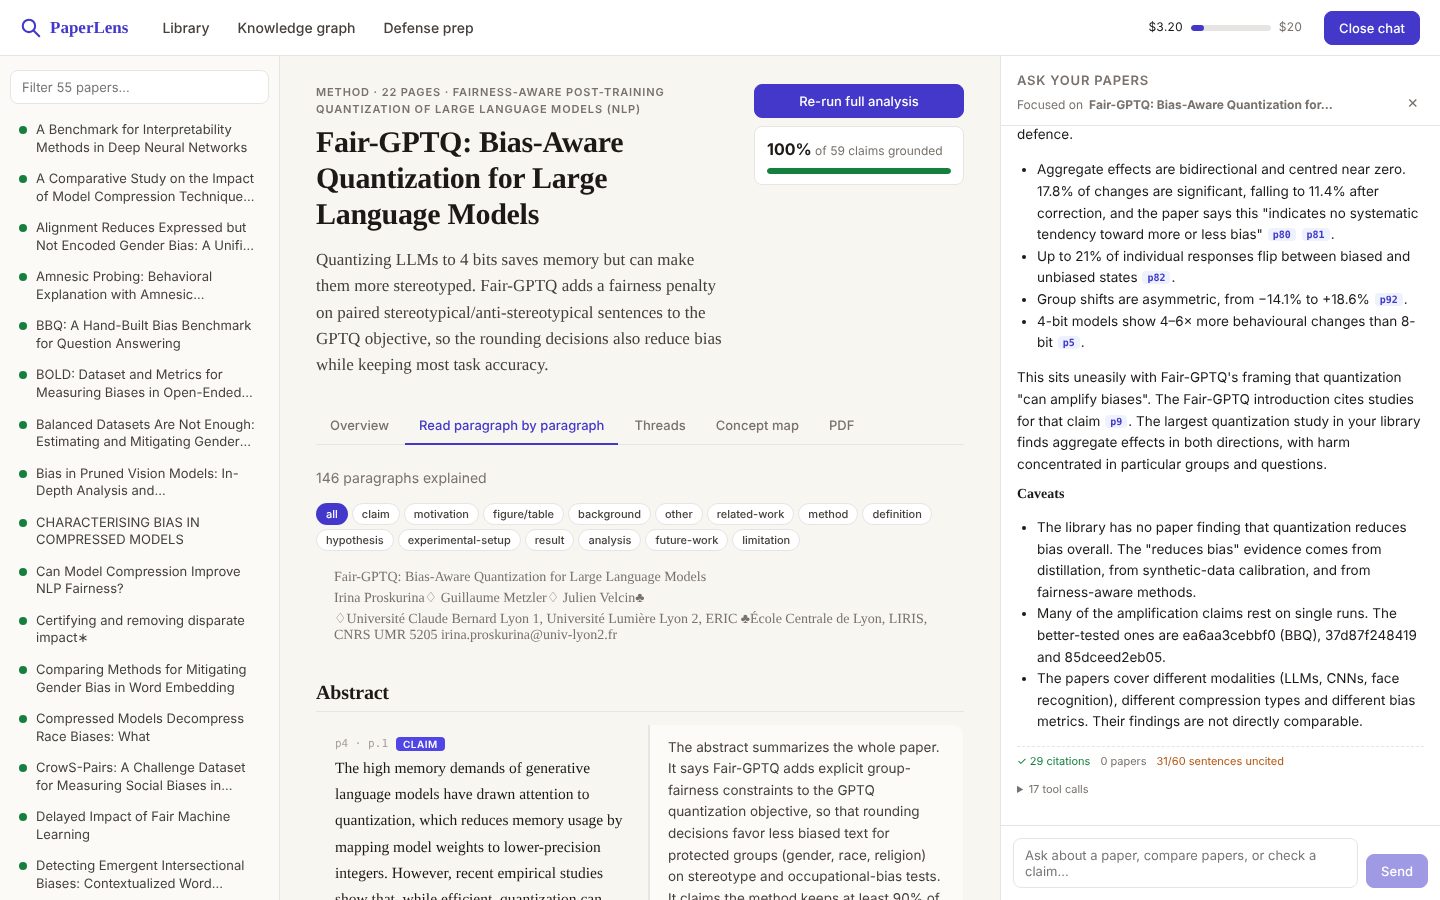 PaperLens
Library
Knowledge graph
Defense prep
$3.20
$20
Close chat
Filter 55 papers...
A Benchmark for Interpretability
Methods in Deep Neural Networks
A Comparative Study on the Impact
of Model Compression Technique...
Alignment Reduces Expressed but
Not Encoded Gender Bias: A Unifi...
Amnesic Probing: Behavioral
Explanation with Amnesic...
BBQ: A Hand-Built Bias Benchmark
for Question Answering
BOLD: Dataset and Metrics for
Measuring Biases in Open-Ended...
Balanced Datasets Are Not Enough:
Estimating and Mitigating Gender...
Bias in Pruned Vision Models: In-
Depth Analysis and...
CHARACTERISING BIAS IN
COMPRESSED MODELS
Can Model Compression Improve
NLP Fairness?
Certifying and removing disparate
impact∗
Comparing Methods for Mitigating
Gender Bias in Word Embedding
Compressed Models Decompress
Race Biases: What
CrowS-Pairs: A Challenge Dataset
for Measuring Social Biases in...
Delayed Impact of Fair Machine
Learning
Detecting Emergent Intersectional
Biases: Contextualized Word...
METHOD · 22 PAGES · FAIRNESS-AWARE POST-TRAINING
QUANTIZATION OF LARGE LANGUAGE MODELS (NLP)
Fair-GPTQ: Bias-Aware
Quantization for Large
Language Models
Quantizing LLMs to 4 bits saves memory but can make
them more stereotyped. Fair-GPTQ adds a fairness penalty
on paired stereotypical/anti-stereotypical sentences to the
GPTQ objective, so the rounding decisions also reduce bias
while keeping most task accuracy.
Re-run full analysis
100% of 59 claims grounded
Overview
Read paragraph by paragraph
Threads
Concept map
PDF
146 paragraphs explained
all
claim
motivation
figure/table
background
other
related-work
method
definition
hypothesis
experimental-setup
result
analysis
future-work
limitation
Fair-GPTQ: Bias-Aware Quantization for Large Language Models
Irina Proskurina♢ Guillaume Metzler♢ Julien Velcin♣
♢Université Claude Bernard Lyon 1, Université Lumière Lyon 2, ERIC ♣École Centrale de Lyon, LIRIS,
CNRS UMR 5205 irina.proskurina@univ-lyon2.fr
Abstract
p4 · p.1 CLAIM
The high memory demands of generative
language models have drawn attention to
quantization, which reduces memory usage by
mapping model weights to lower-precision
integers. However, recent empirical studies
show that, while efficient, quantization can
The abstract summarizes the whole paper.
It says Fair-GPTQ adds explicit group-
fairness constraints to the GPTQ
quantization objective, so that rounding
decisions favor less biased text for
protected groups (gender, race, religion)
on stereotype and occupational-bias tests.
It claims the method keeps at least 90% of
ASK YOUR PAPERS
Focused on Fair-GPTQ: Bias-Aware Quantization for...
✕
defence.
• Aggregate effects are bidirectional and centred near zero.
17.8% of changes are significant, falling to 11.4% after
correction, and the paper says this "indicates no systematic
tendency toward more or less bias" p80 p81 .
• Up to 21% of individual responses flip between biased and
unbiased states p82 .
• Group shifts are asymmetric, from −14.1% to +18.6% p92 .
• 4-bit models show 4–6× more behavioural changes than 8-
bit p5 .
This sits uneasily with Fair-GPTQ's framing that quantization
"can amplify biases". The Fair-GPTQ introduction cites studies
for that claim p9 . The largest quantization study in your library
finds aggregate effects in both directions, with harm
concentrated in particular groups and questions.
Caveats
• The library has no paper finding that quantization reduces
bias overall. The "reduces bias" evidence comes from
distillation, from synthetic-data calibration, and from
fairness-aware methods.
• Many of the amplification claims rest on single runs. The
better-tested ones are ea6aa3cebbf0 (BBQ), 37d87f248419
and 85dceed2eb05.
• The papers cover different modalities (LLMs, CNNs, face
recognition), different compression types and different bias
metrics. Their findings are not directly comparable.
✓ 29 citations 0 papers 31/60 sentences uncited
▶ 17 tool calls
Ask about a paper, compare papers, or check a
claim...
Send